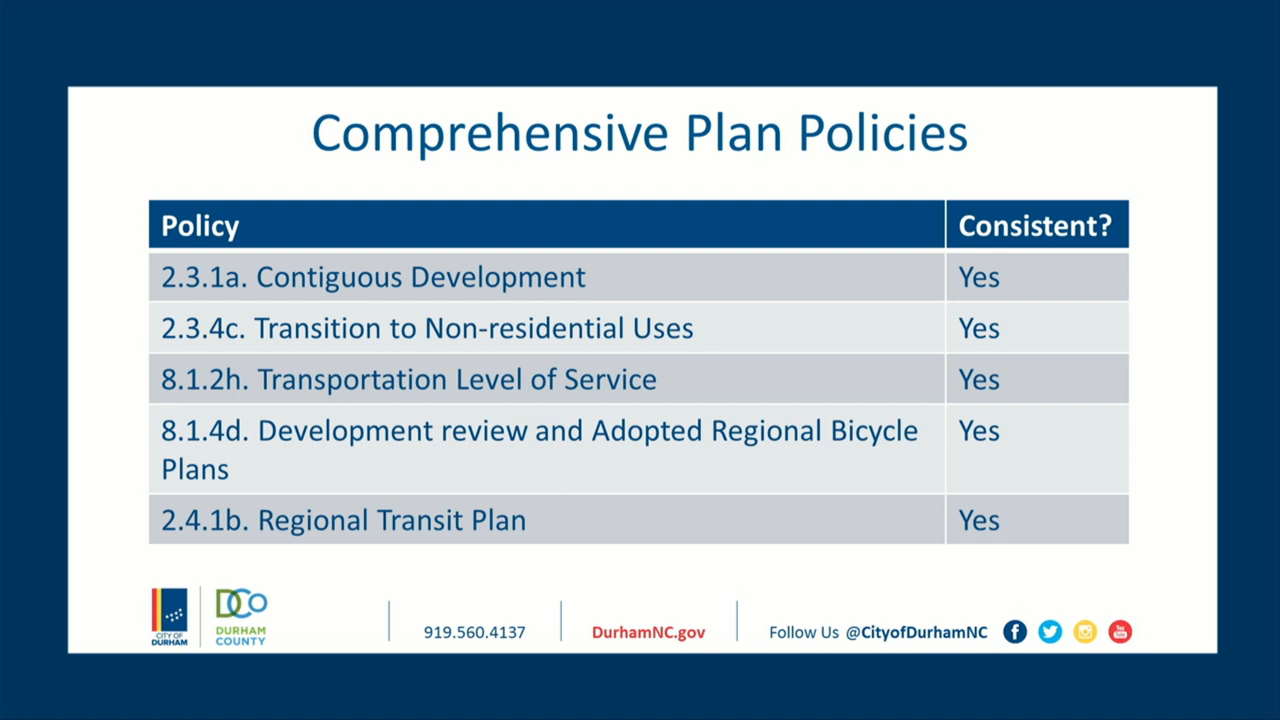 Comprehensive Plan Policies
Policy Consistent?
2.3.1a. Contiguous Development Yes
2.3.4c. Transition to Non-residential Uses Yes
8.1.2h. Transportation Level of Service Yes
8.1.4d. Development review and Adopted Regional Bicycle Yes
Plans
2.4.1b. Regional Transit Plan Yes
CITY OF
DURHAM
DCo
DURHAM
COUNTY
919.560.4137
DurhamNC.gov
Follow Us @CityofDurhamNC
f
You
Tube